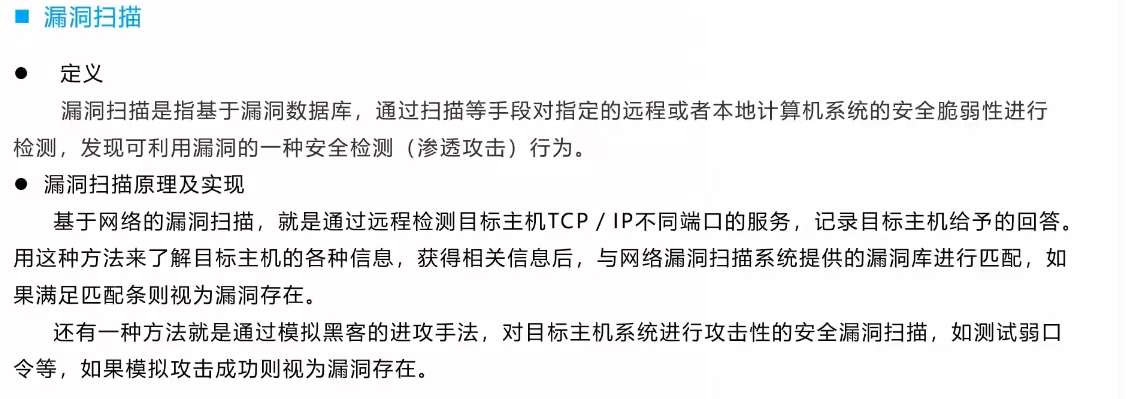 ■ 漏洞扫描
● 定义
漏洞扫描是指基于漏洞数据库，通过扫描等手段对指定的远程或者本地计算机系统的安全脆弱性进行
检测，发现可利用漏洞的一种安全检测（渗透攻击）行为。
● 漏洞扫描原理及实现
基于网络的漏洞扫描，就是通过远程检测目标主机TCP / IP不同端口的服务，记录目标主机给予的回答。
用这种方法来了解目标主机的各种信息，获得相关信息后，与网络漏洞扫描系统提供的漏洞库进行匹配，如
果满足匹配条则视为漏洞存在。
还有一种方法就是通过模拟黑客的进攻手法，对目标主机系统进行攻击性的安全漏洞扫描，如测试弱口
令等，如果模拟攻击成功则视为漏洞存在。